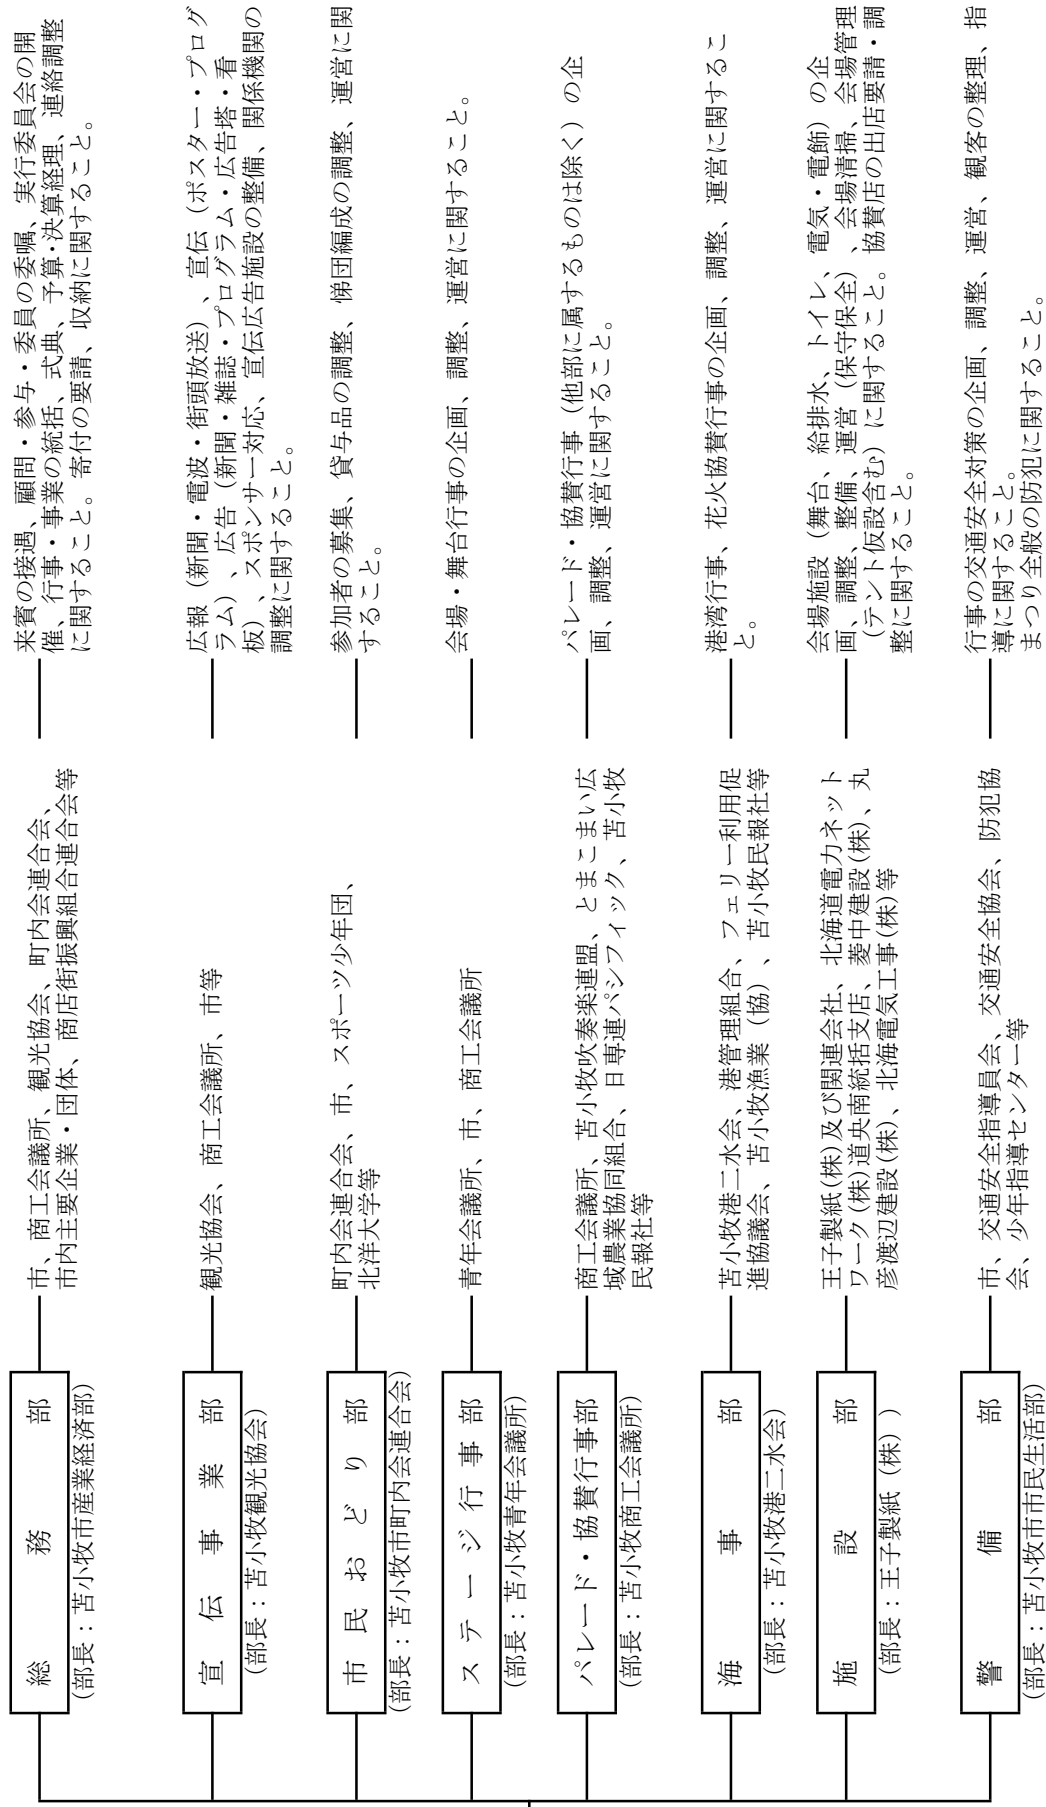 総務部
(部長：苫小牧市産業経済部)
市、商工会議所、観光協会、町内会連合会、
市内主要企業・団体、商店街振興組合連合会等
来賓の接遇、顧問・参与・委員の委嘱、実行委員会の開
催、行事・事業の統括、式典、予算・決算経理、連絡調整
に関すること。寄付の要請、収納に関すること。
宣伝事業部
(部長：苫小牧観光協会)
観光協会、商工会議所、市等
広報（新聞・電波・街頭放送）、宣伝（ポスター・プログ
ラム）、広告（新聞・雑誌・プログラム・広告塔・看
板）、スポンサー対応、宣伝広告施設の整備、関係機関の
調整に関すること。
市民おどり部
(部長：苫小牧市町内会連合会)
町内会連合会、市、スポーツ少年団、
北洋大学等
参加者の募集、貸与品の調整、梯団編成の調整、運営に関
すること。
ステージ行事部
(部長：苫小牧青年会議所)
青年会議所、市、商工会議所
会場・舞台行事の企画、調整、運営に関すること。
パレード・協賛行事部
(部長：苫小牧商工会議所)
商工会議所、苫小牧吹奏楽連盟、とまこまい広
域農業協同組合、日専連パシフィック、苫小牧
民報社等
パレード・協賛行事（他部に属するものは除く）の企
画、調整、運営に関すること。
海事部
(部長：苫小牧港二水会)
苫小牧港二水会、港管理組合、フェリー利用促
進協議会、苫小牧漁業（協）、苫小牧民報社等
港湾行事、花火協賛行事の企画、調整、運営に関するこ
と。
施設部
(部長：王子製紙（株）)
王子製紙(株)及び関連会社、北海道電力ネット
ワーク(株)道央南統括支店、菱中建設(株)、丸
彦渡辺建設(株)、北海電気工事(株)等
会場施設（舞台、給排水、トイレ、電気・電飾）の企
画、調整、整備、運営（保守保全）、会場清掃、会場管理
（テント仮設含む）に関すること。協賛店の出店要請・調
整に関すること。
警備部
(部長：苫小牧市市民生活部)
市、交通安全指導員会、交通安全協会、防犯協
会、少年指導センター等
行事の交通安全対策の企画、調整、運営、観客の整理、指
導に関すること。
まつり全般の防犯に関すること。